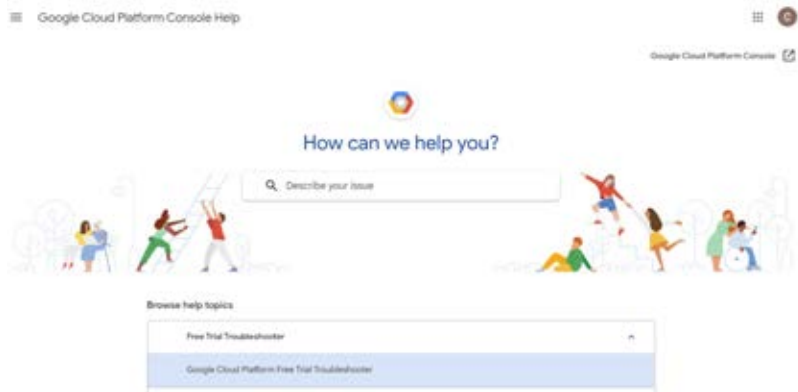 Google Cloud Platform Console Help
C
Google Cloud Platform Console
How can we help you?
Describe your issue
Browse help topics
Free Trial Troubleshooter
Google Cloud Platform Free Trial Troubleshooter